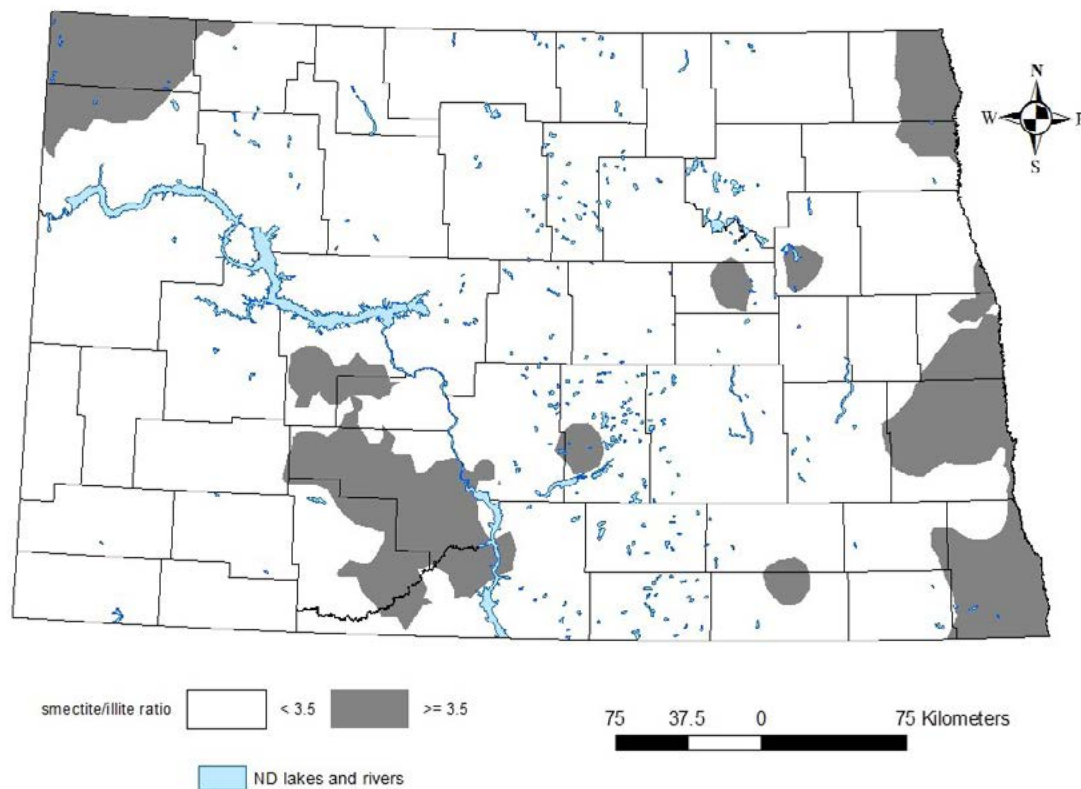 N
W E
S
smectite/illite ratio < 3.5 >= 3.5
75 37.5 0 75 Kilometers
ND lakes and rivers